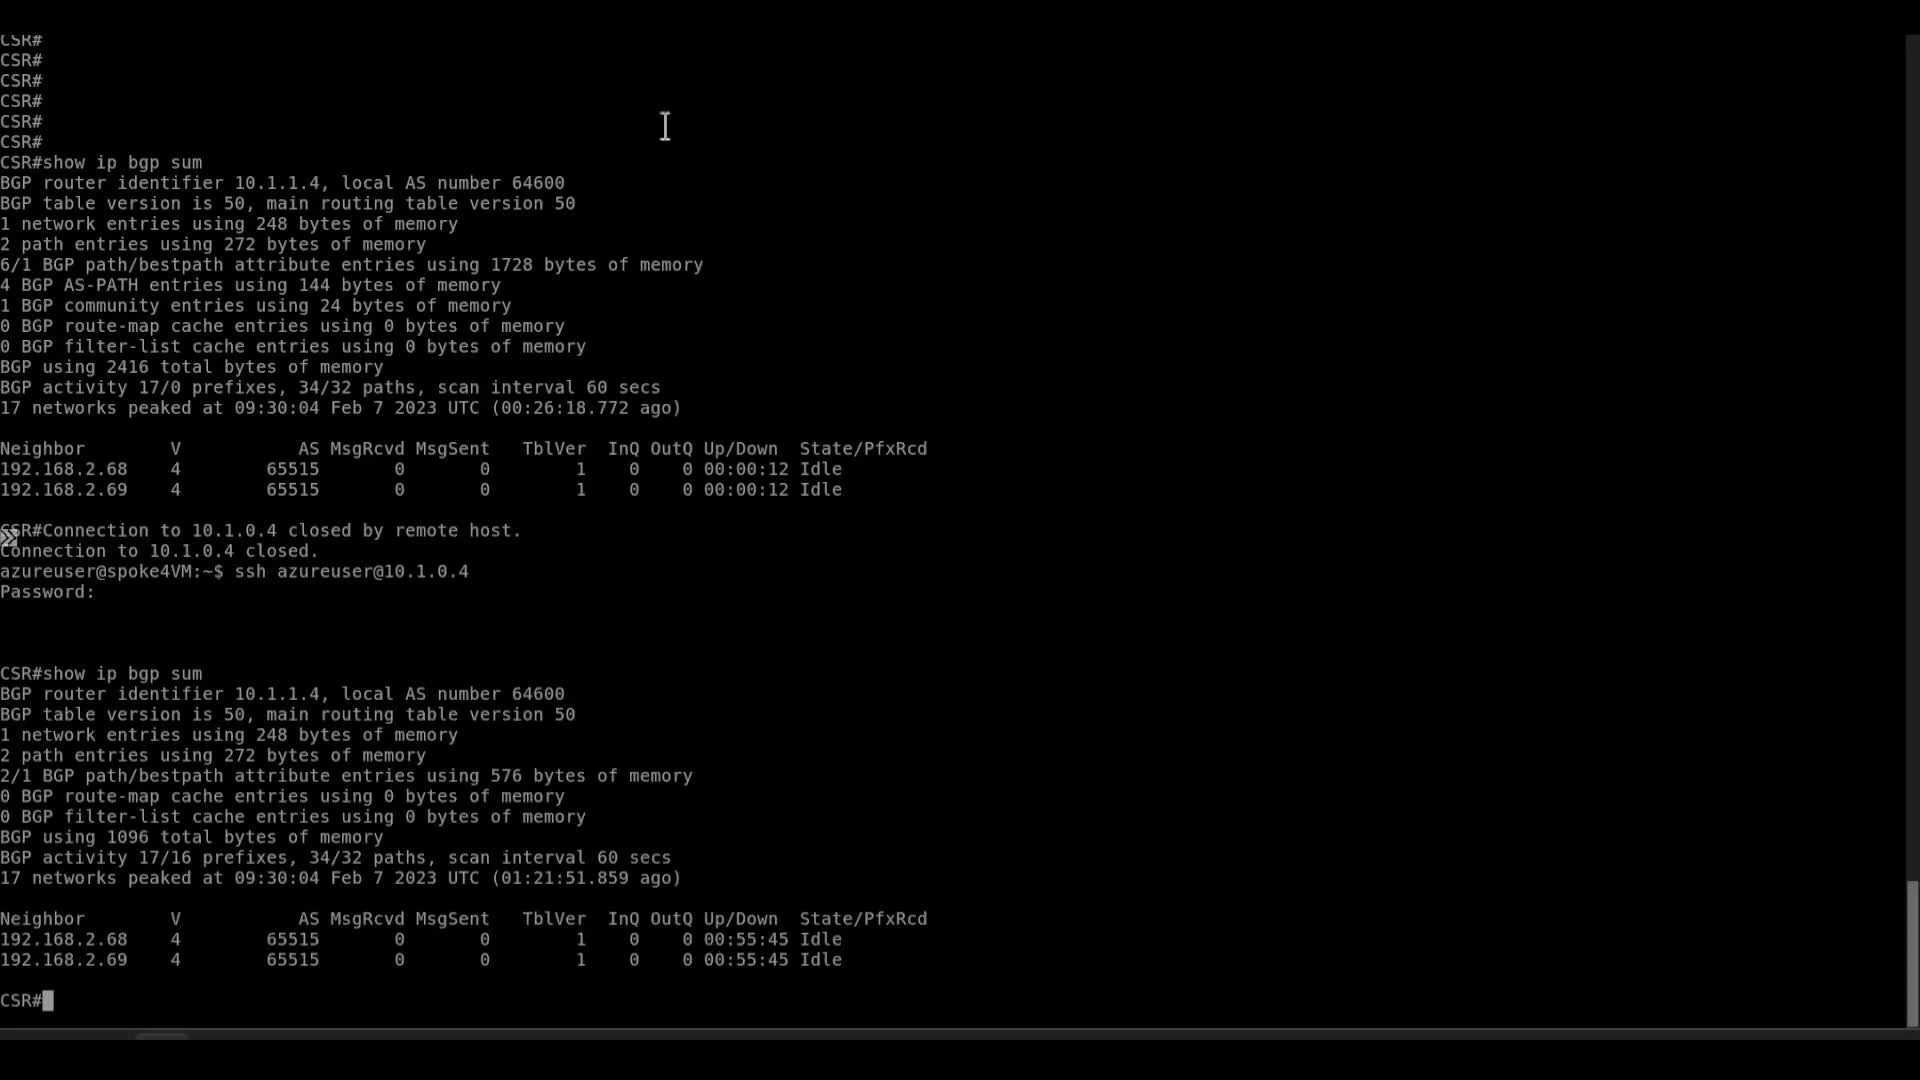 CSR#
CSR#
CSR#
CSR#
CSR#
CSR#
CSR#show ip bgp sum
BGP router identifier 10.1.1.4, local AS number 64600
BGP table version is 50, main routing table version 50
1 network entries using 248 bytes of memory
2 path entries using 272 bytes of memory
6/1 BGP path/bestpath attribute entries using 1728 bytes of memory
4 BGP AS-PATH entries using 144 bytes of memory
1 BGP community entries using 24 bytes of memory
0 BGP route-map cache entries using 0 bytes of memory
0 BGP filter-list cache entries using 0 bytes of memory
BGP using 2416 total bytes of memory
BGP activity 17/0 prefixes, 34/32 paths, scan interval 60 secs
17 networks peaked at 09:30:04 Feb 7 2023 UTC (00:26:18.772 ago)
Neighbor        V           AS MsgRcvd MsgSent   TblVer  InQ OutQ Up/Down  State/PfxRcd
192.168.2.68    4        65515       0       0        1    0    0 00:00:12 Idle
192.168.2.69    4        65515       0       0        1    0    0 00:00:12 Idle
CSR#Connection to 10.1.0.4 closed by remote host.
Connection to 10.1.0.4 closed.
azureuser@spoke4VM:~$ ssh azureuser@10.1.0.4
Password:
CSR#show ip bgp sum
BGP router identifier 10.1.1.4, local AS number 64600
BGP table version is 50, main routing table version 50
1 network entries using 248 bytes of memory
2 path entries using 272 bytes of memory
2/1 BGP path/bestpath attribute entries using 576 bytes of memory
0 BGP route-map cache entries using 0 bytes of memory
0 BGP filter-list cache entries using 0 bytes of memory
BGP using 1096 total bytes of memory
BGP activity 17/16 prefixes, 34/32 paths, scan interval 60 secs
17 networks peaked at 09:30:04 Feb 7 2023 UTC (01:21:51.859 ago)
Neighbor        V           AS MsgRcvd MsgSent   TblVer  InQ OutQ Up/Down  State/PfxRcd
192.168.2.68    4        65515       0       0        1    0    0 00:55:45 Idle
192.168.2.69    4        65515       0       0        1    0    0 00:55:45 Idle
CSR#